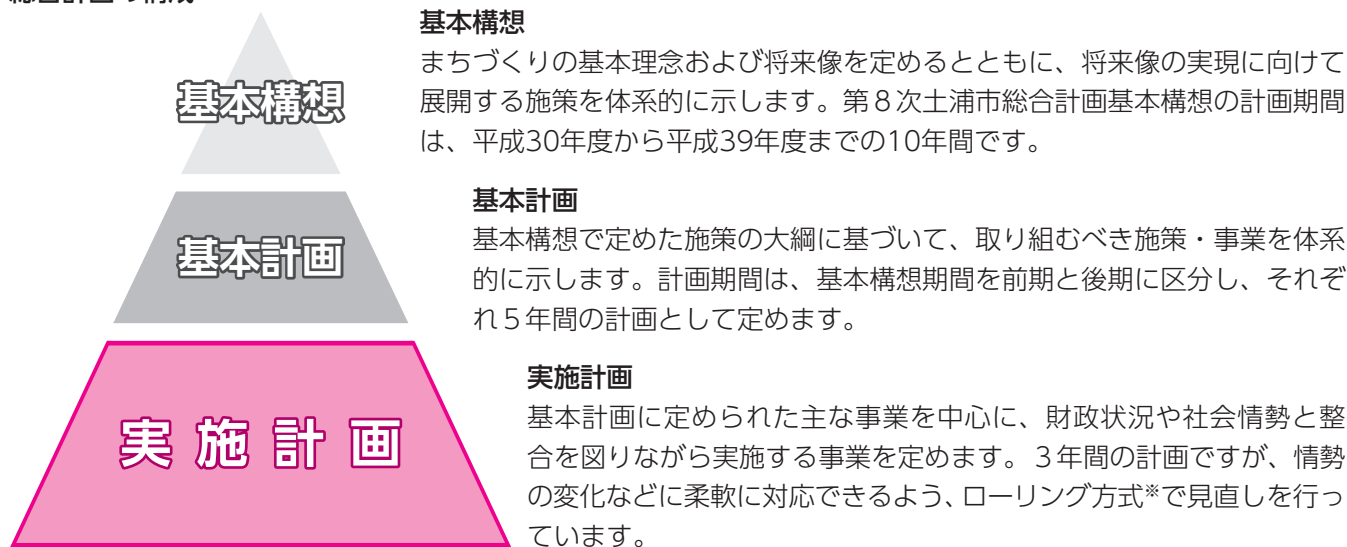 基本構想
まちづくりの基本理念および将来像を定めるとともに、将来像の実現に向けて
展開する施策を体系的に示します。第８次土浦市総合計画基本構想の計画期間
は、平成30年度から平成39年度までの10年間です。
基本構想
基本計画
基本構想で定めた施策の大綱に基づいて、取り組むべき施策・事業を体系
的に示します。計画期間は、基本構想期間を前期と後期に区分し、それぞ
れ５年間の計画として定めます。
基本計画
実施計画
基本計画に定められた主な事業を中心に、財政状況や社会情勢と整
合を図りながら実施する事業を定めます。３年間の計画ですが、情勢
の変化などに柔軟に対応できるよう、ローリング方式※で見直しを行っ
ています。
実施計画